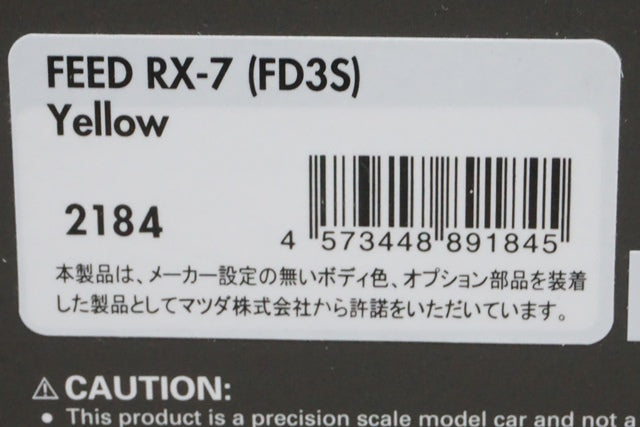 FEED RX-7 (FD3S)
Yellow
2184
4 573448 891845
本製品は、メーカー設定の無いボディ色、オプション部品を装着
した製品としてマツダ株式会社から許諾をいただいています。
⚠ CAUTION:
• This product is a precision scale model car and not a